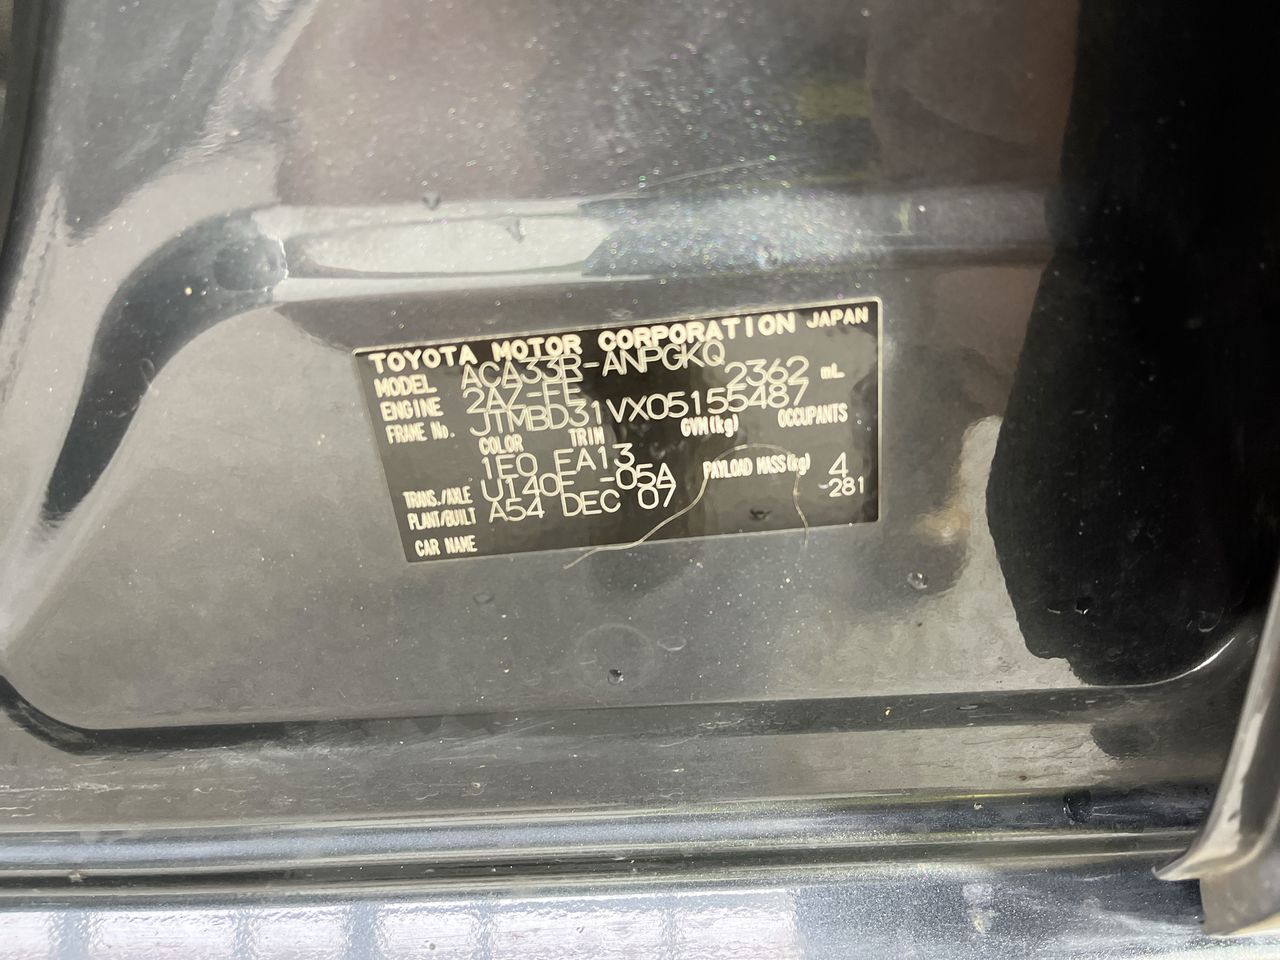 TOYOTA MOTOR CORPORATION JAPAN
MODEL ACA33R-ANPGKQ
ENGINE 2AZ-FE 2362 mL
FRAME No. JTMBD31VX05155487
COLOR TRIM GVM(kg) OCCUPANTS
1E0 EA13
TRANS./AXLE U140F -05A PAYLOAD MASS(kg) 4
PLANT/BUILT A54 DEC 07 281
CAR NAME